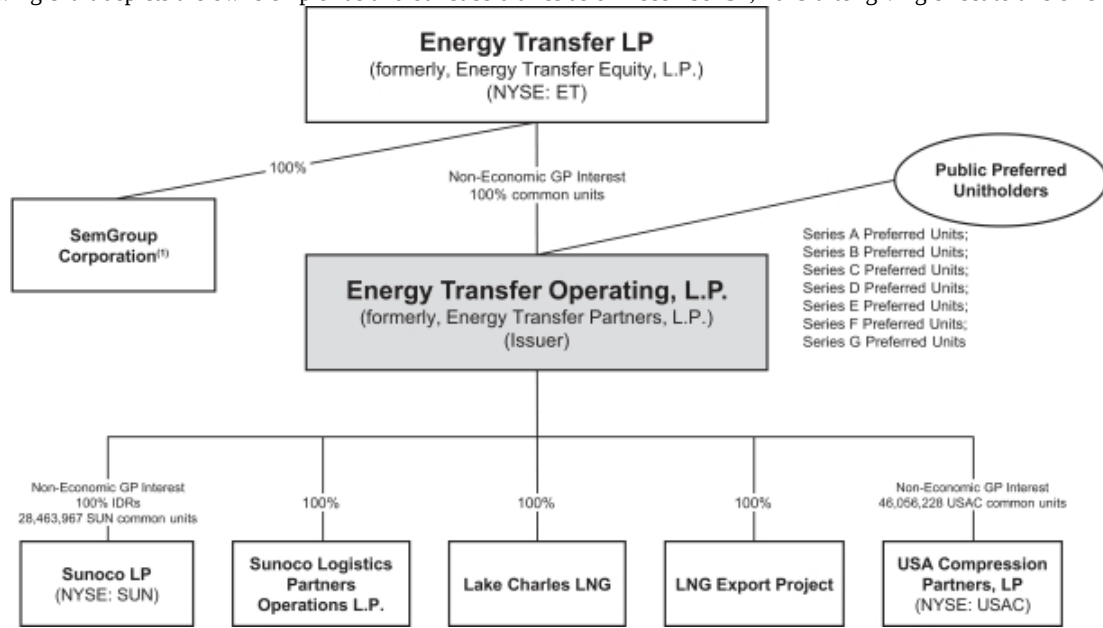 Energy Transfer LP
(formerly, Energy Transfer Equity, L.P.)
(NYSE: ET)
100%
Non-Economic GP Interest
100% common units
Public Preferred
Unitholders
SemGroup
Corporation(1)
Series A Preferred Units;
Series B Preferred Units;
Series C Preferred Units;
Series D Preferred Units;
Series E Preferred Units;
Series F Preferred Units;
Series G Preferred Units
Energy Transfer Operating, L.P.
(formerly, Energy Transfer Partners, L.P.)
(Issuer)
Non-Economic GP Interest
100% IDRs
28,463,967 SUN common units
100%
100%
100%
Non-Economic GP Interest
46,056,228 USAC common units
Sunoco LP
(NYSE: SUN)
Sunoco Logistics
Partners
Operations L.P.
Lake Charles LNG
LNG Export Project
USA Compression
Partners, LP
(NYSE: USAC)